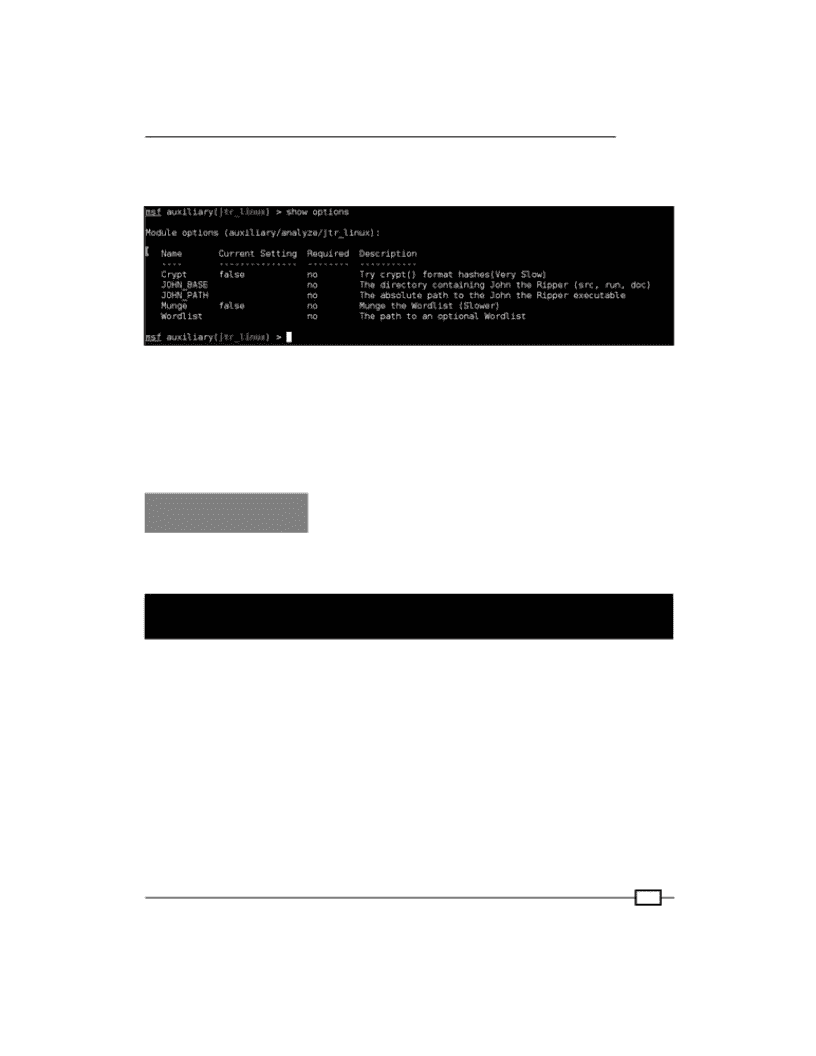 msf auxiliary(jtr_linux) > show options
Module options (auxiliary/analyze/jtr_linux):
Name Current Setting Required Description
---- --------------- -------- -----------
Crypt false no Try crypt() format hashes(Very Slow)
JOHN_BASE no The directory containing John the Ripper (src, run, doc)
JOHN_PATH no The absolute path to the John the Ripper executable
Munge false no Munge the Wordlist (Slower)
Wordlist no The path to an optional Wordlist
msf auxiliary(jtr_linux) >